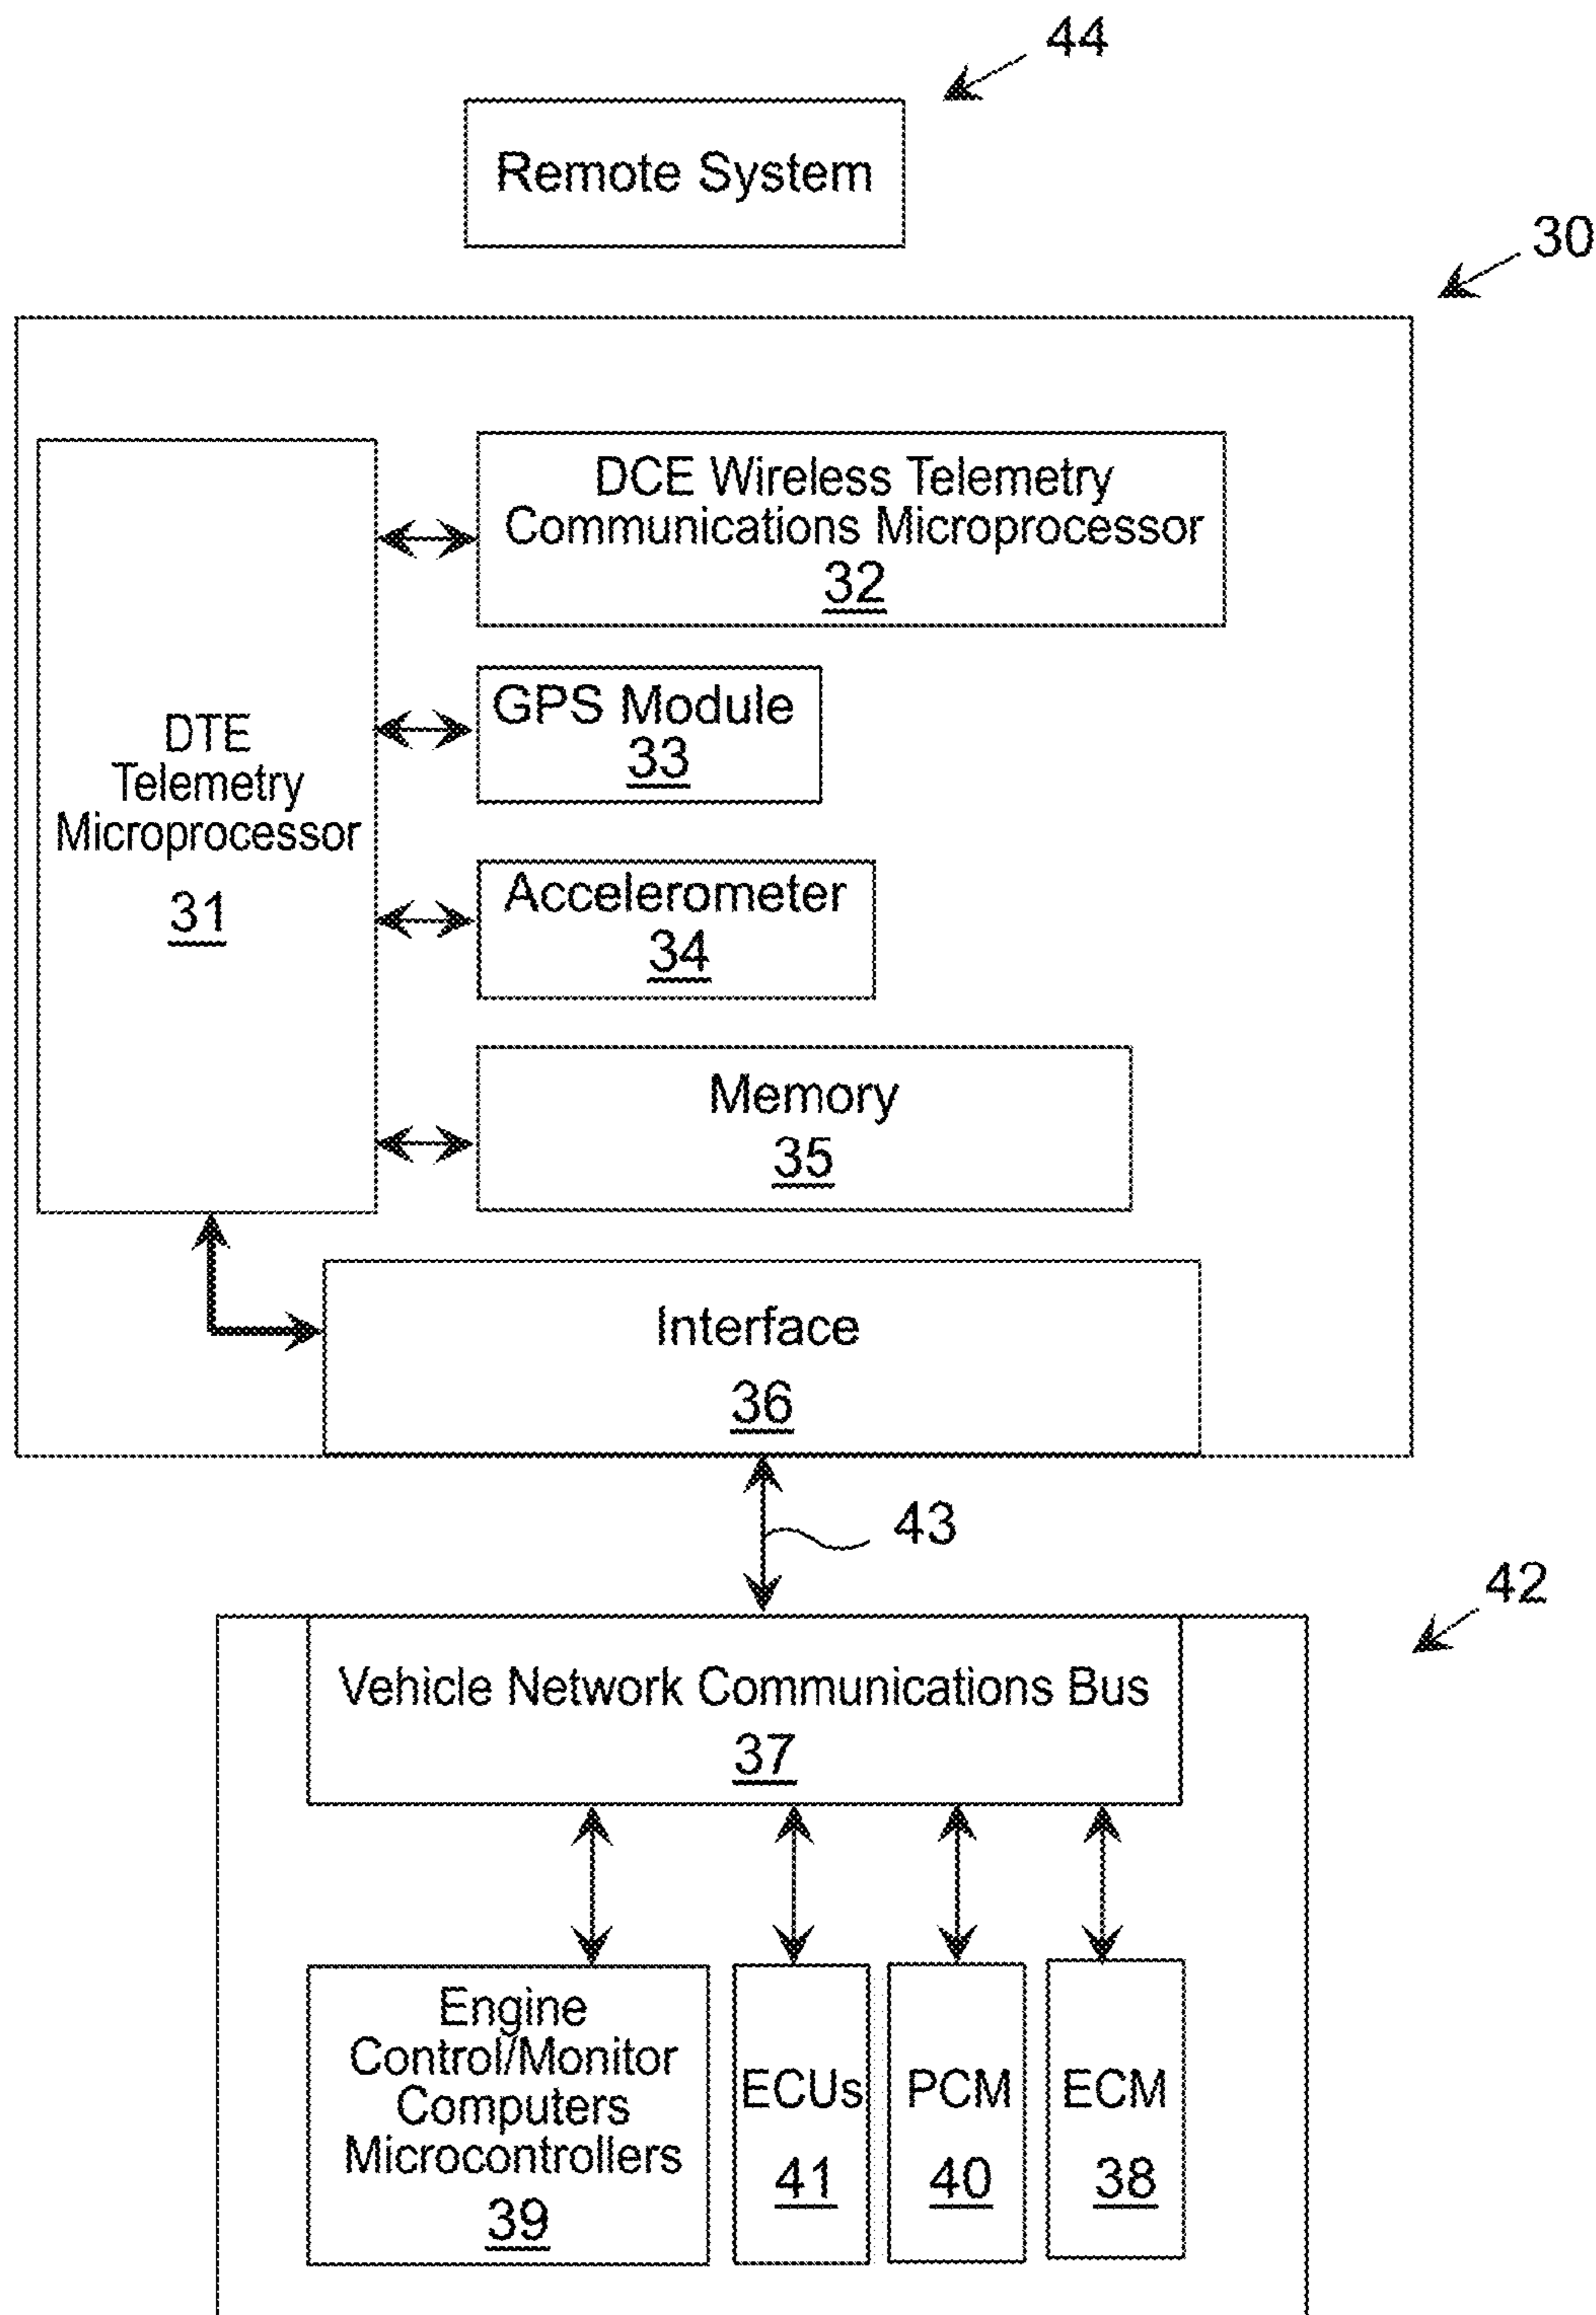 44
Remote System
30
DCE Wireless Telemetry
Communications Microprocessor
32
GPS Module
33
DTE
Telemetry
Microprocessor
31
Accelerometer
34
Memory
35
Interface
36
43
42
Vehicle Network Communications Bus
37
Engine
Control/Monitor
Computers
Microcontrollers
39
ECUs
41
PCM
40
ECM
38